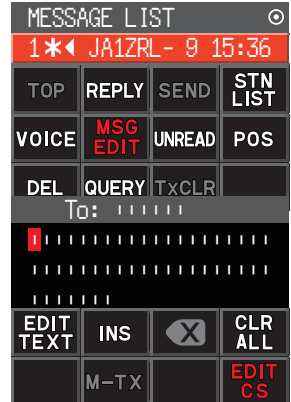 MESSAGE LIST
1 JA1ZRL- 9 15:36
TOP REPLY SEND STN LIST
VOICE MSG EDIT UNREAD POS
DEL QUERY TxCLR
To:
EDIT TEXT INS CLR ALL
M-TX EDIT CS